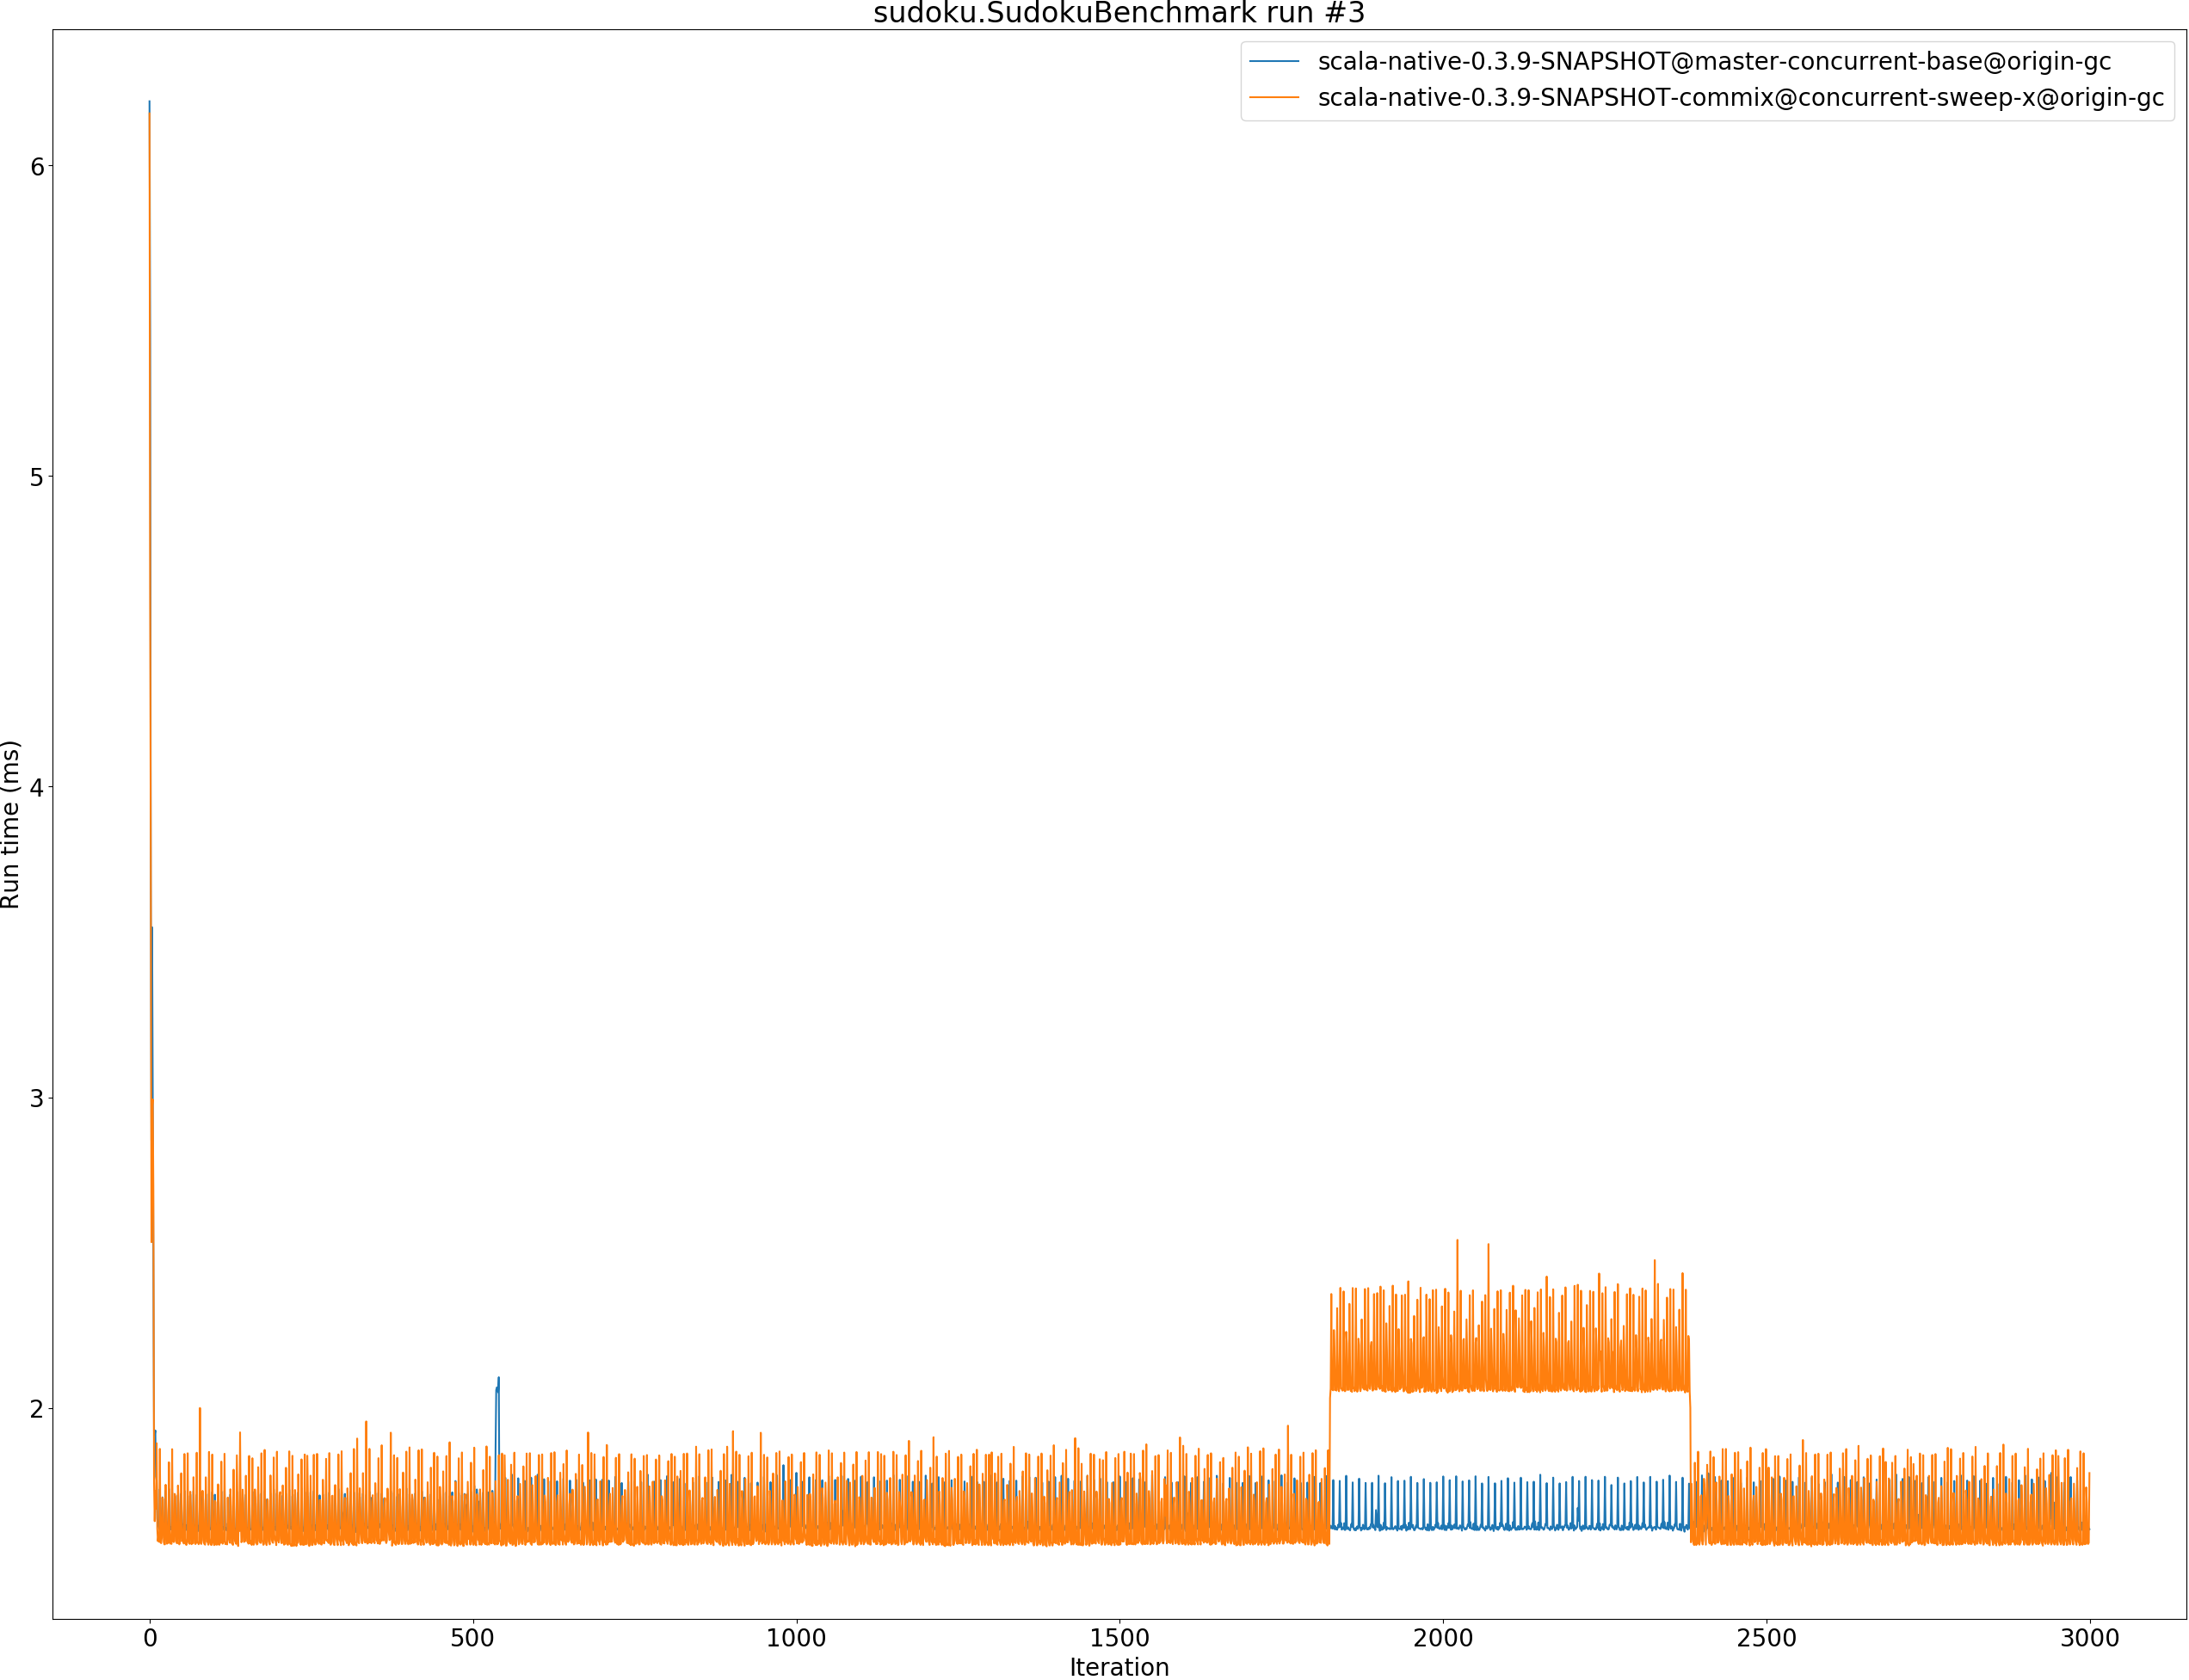 sudoku.SudokuBenchmark run #3
scala-native-0.3.9-SNAPSHOT@master-concurrent-base@origin-gc
scala-native-0.3.9-SNAPSHOT-commix@concurrent-sweep-x@origin-gc
Run time (ms)
6
5
4
3
2
0
500
1000
1500
2000
2500
3000
Iteration